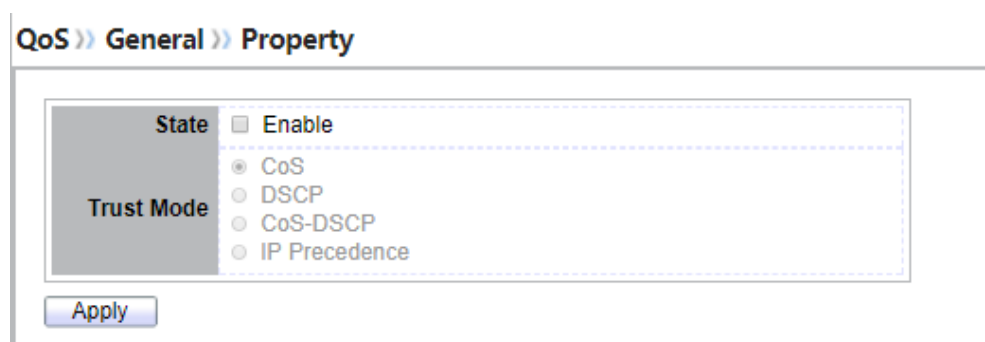 QoS » General » Property
State Enable
Trust Mode
CoS
DSCP
CoS-DSCP
IP Precedence
Apply